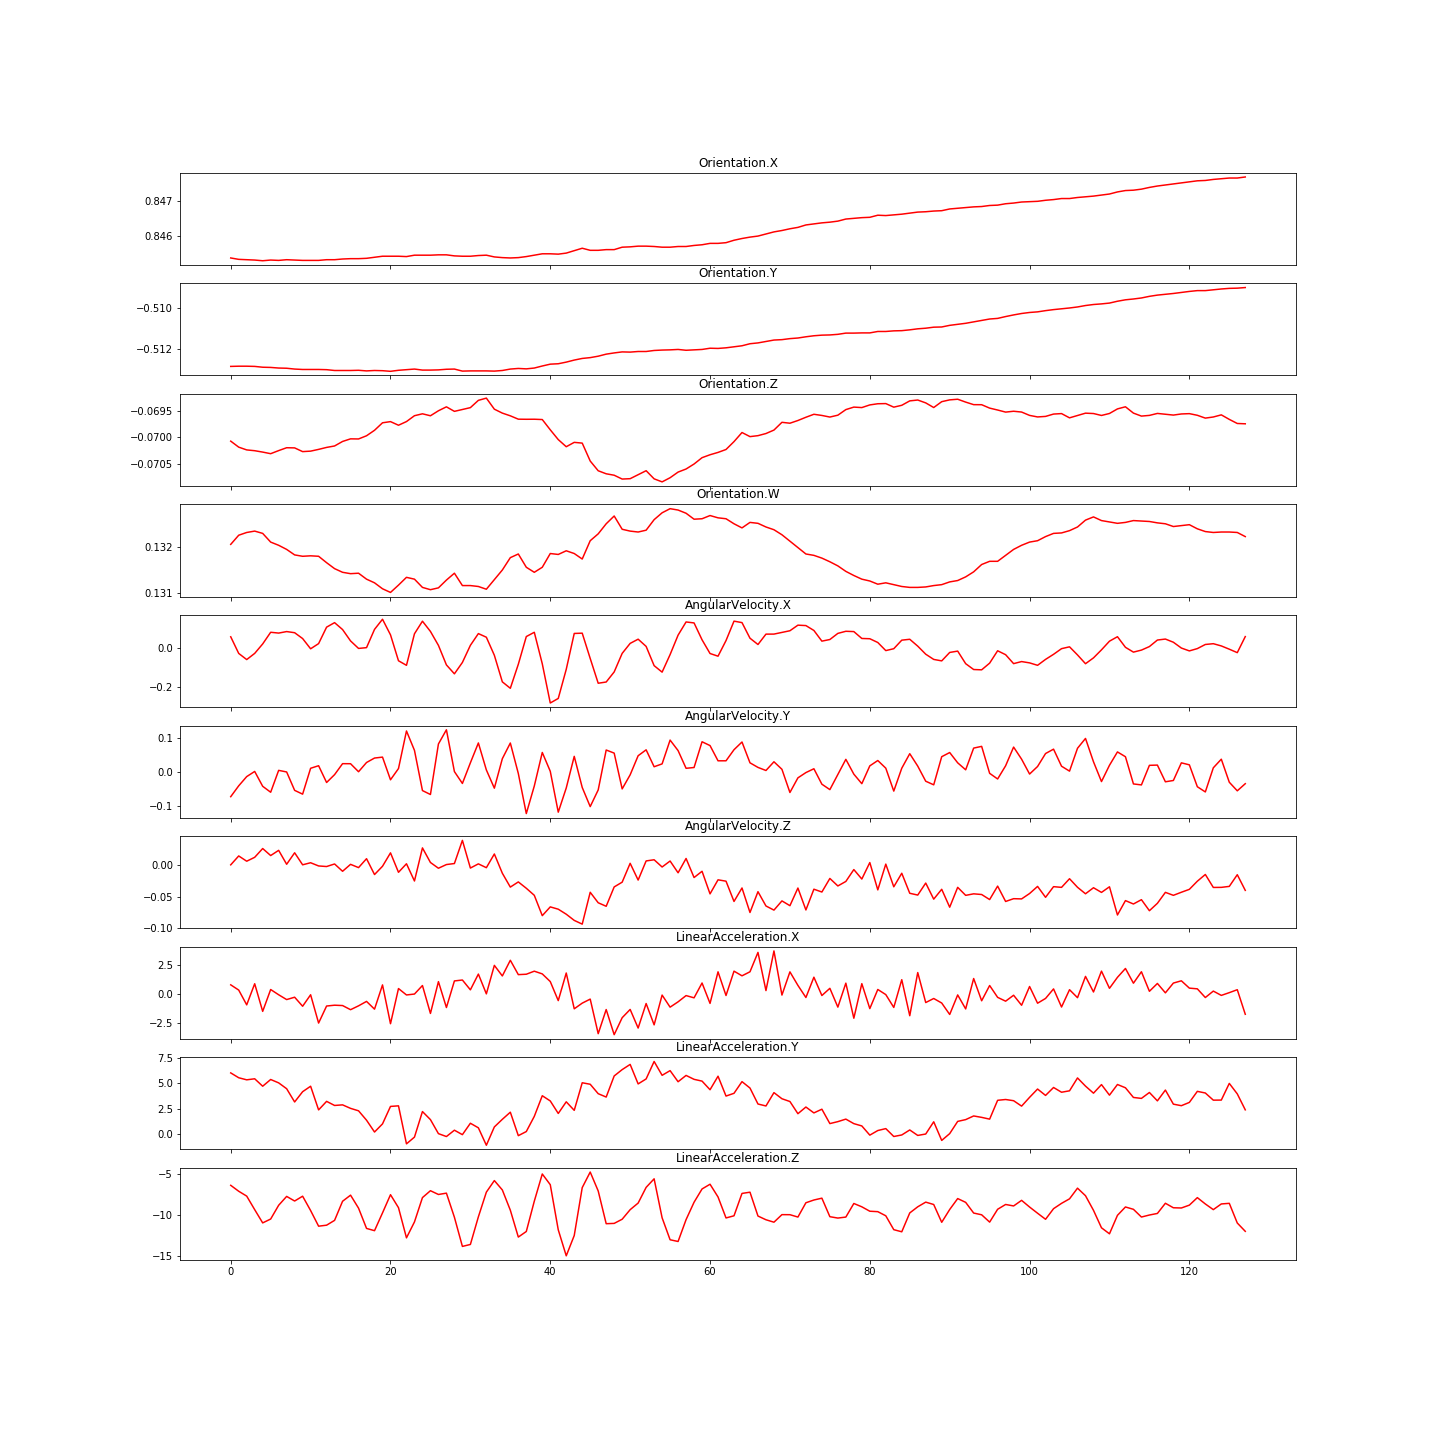 Orientation.X
0.847
0.846
Orientation.Y
−0.510
−0.512
Orientation.Z
−0.0695
−0.0700
−0.0705
Orientation.W
0.132
0.131
AngularVelocity.X
0.0
−0.2
AngularVelocity.Y
0.1
0.0
−0.1
AngularVelocity.Z
0.00
−0.05
−0.10
LinearAcceleration.X
2.5
0.0
−2.5
LinearAcceleration.Y
7.5
5.0
2.5
0.0
LinearAcceleration.Z
−5
−10
−15
0 20 40 60 80 100 120